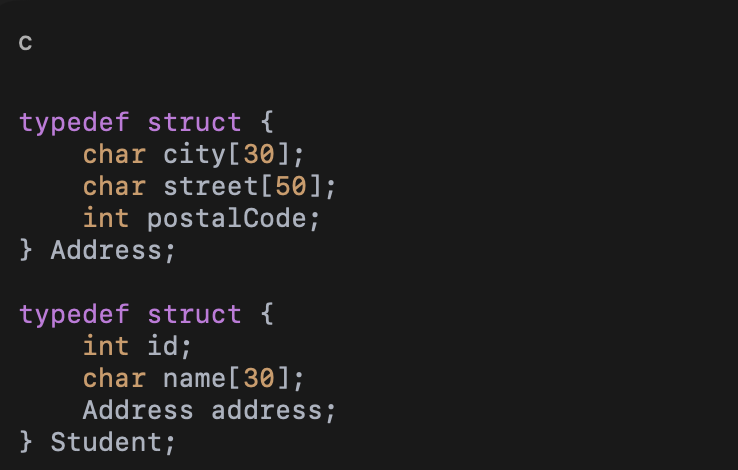 c
typedef struct {
    char city[30];
    char street[50];
    int postalCode;
} Address;
typedef struct {
    int id;
    char name[30];
    Address address;
} Student;